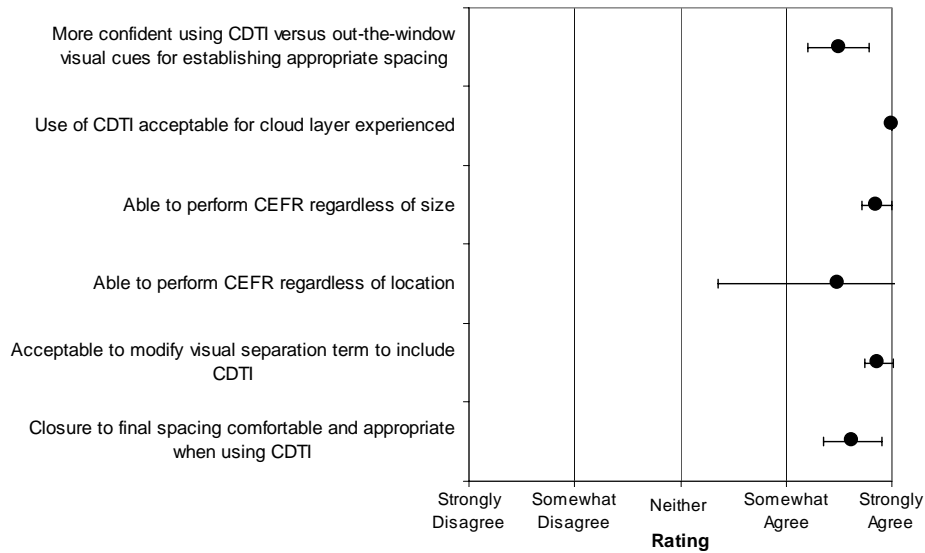 More confident using CDTI versus out-the-window
visual cues for establishing appropriate spacing
Use of CDTI acceptable for cloud layer experienced
Able to perform CEFR regardless of size
Able to perform CEFR regardless of location
Acceptable to modify visual separation term to include
CDTI
Closure to final spacing comfortable and appropriate
when using CDTI
Strongly Disagree
Somewhat Disagree
Neither
Somewhat Agree
Strongly Agree
Rating